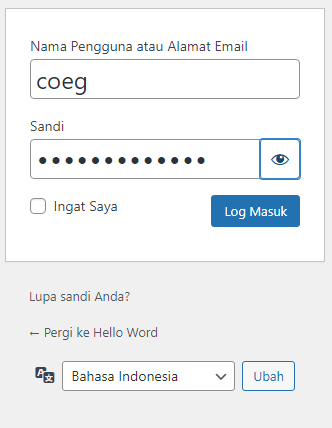 Nama Pengguna atau Alamat Email
coeg
Sandi
●●●●●●●●●●●●●
Ingat Saya
Log Masuk
Lupa sandi Anda?
← Pergi ke Hello Word
Bahasa Indonesia
Ubah